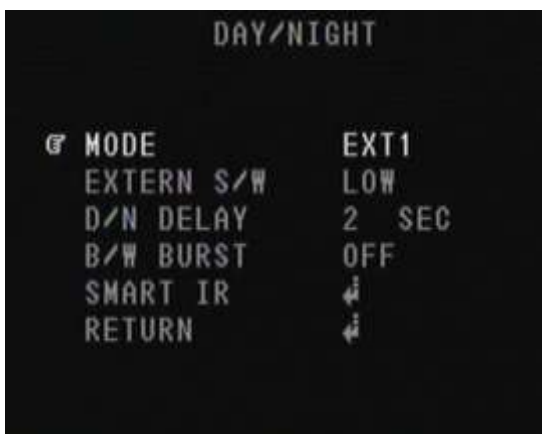 DAY/NIGHT
MODE EXT1
EXTERN S/W LOW
D/N DELAY 2 SEC
B/W BURST OFF
SMART IR ↲
RETURN ↲